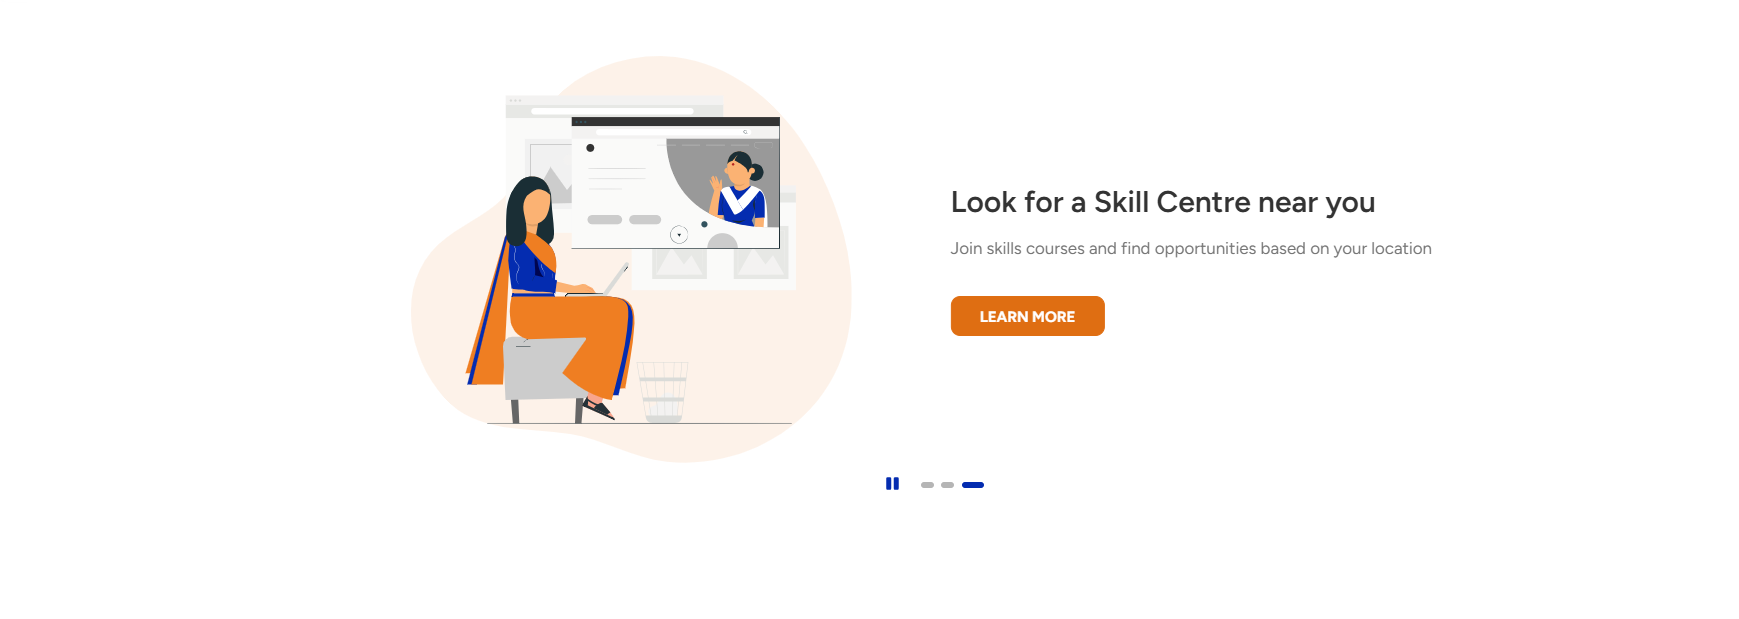 Look for a Skill Centre near you
Join skills courses and find opportunities based on your location
LEARN MORE